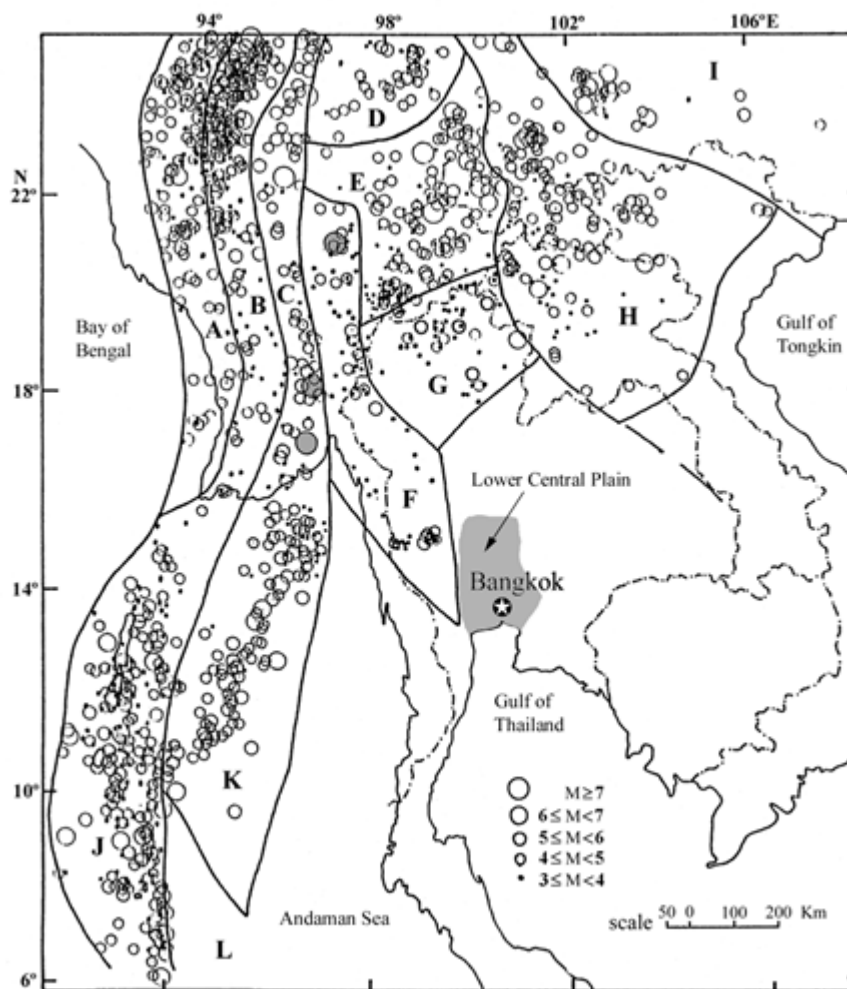 94°
98°
102°
106°E
I
D
N
22°
E
Bay of
Bengal
A
B
C
H
Gulf of
Tongkin
18°
G
Lower Central Plain
F
14°
Bangkok
Gulf of
Thailand
K
M≥7
10°
6≤ M<7
J
5≤ M<6
4≤ M<5
3≤ M<4
Andaman Sea
50 0 100 200 Km
scale
L
6°